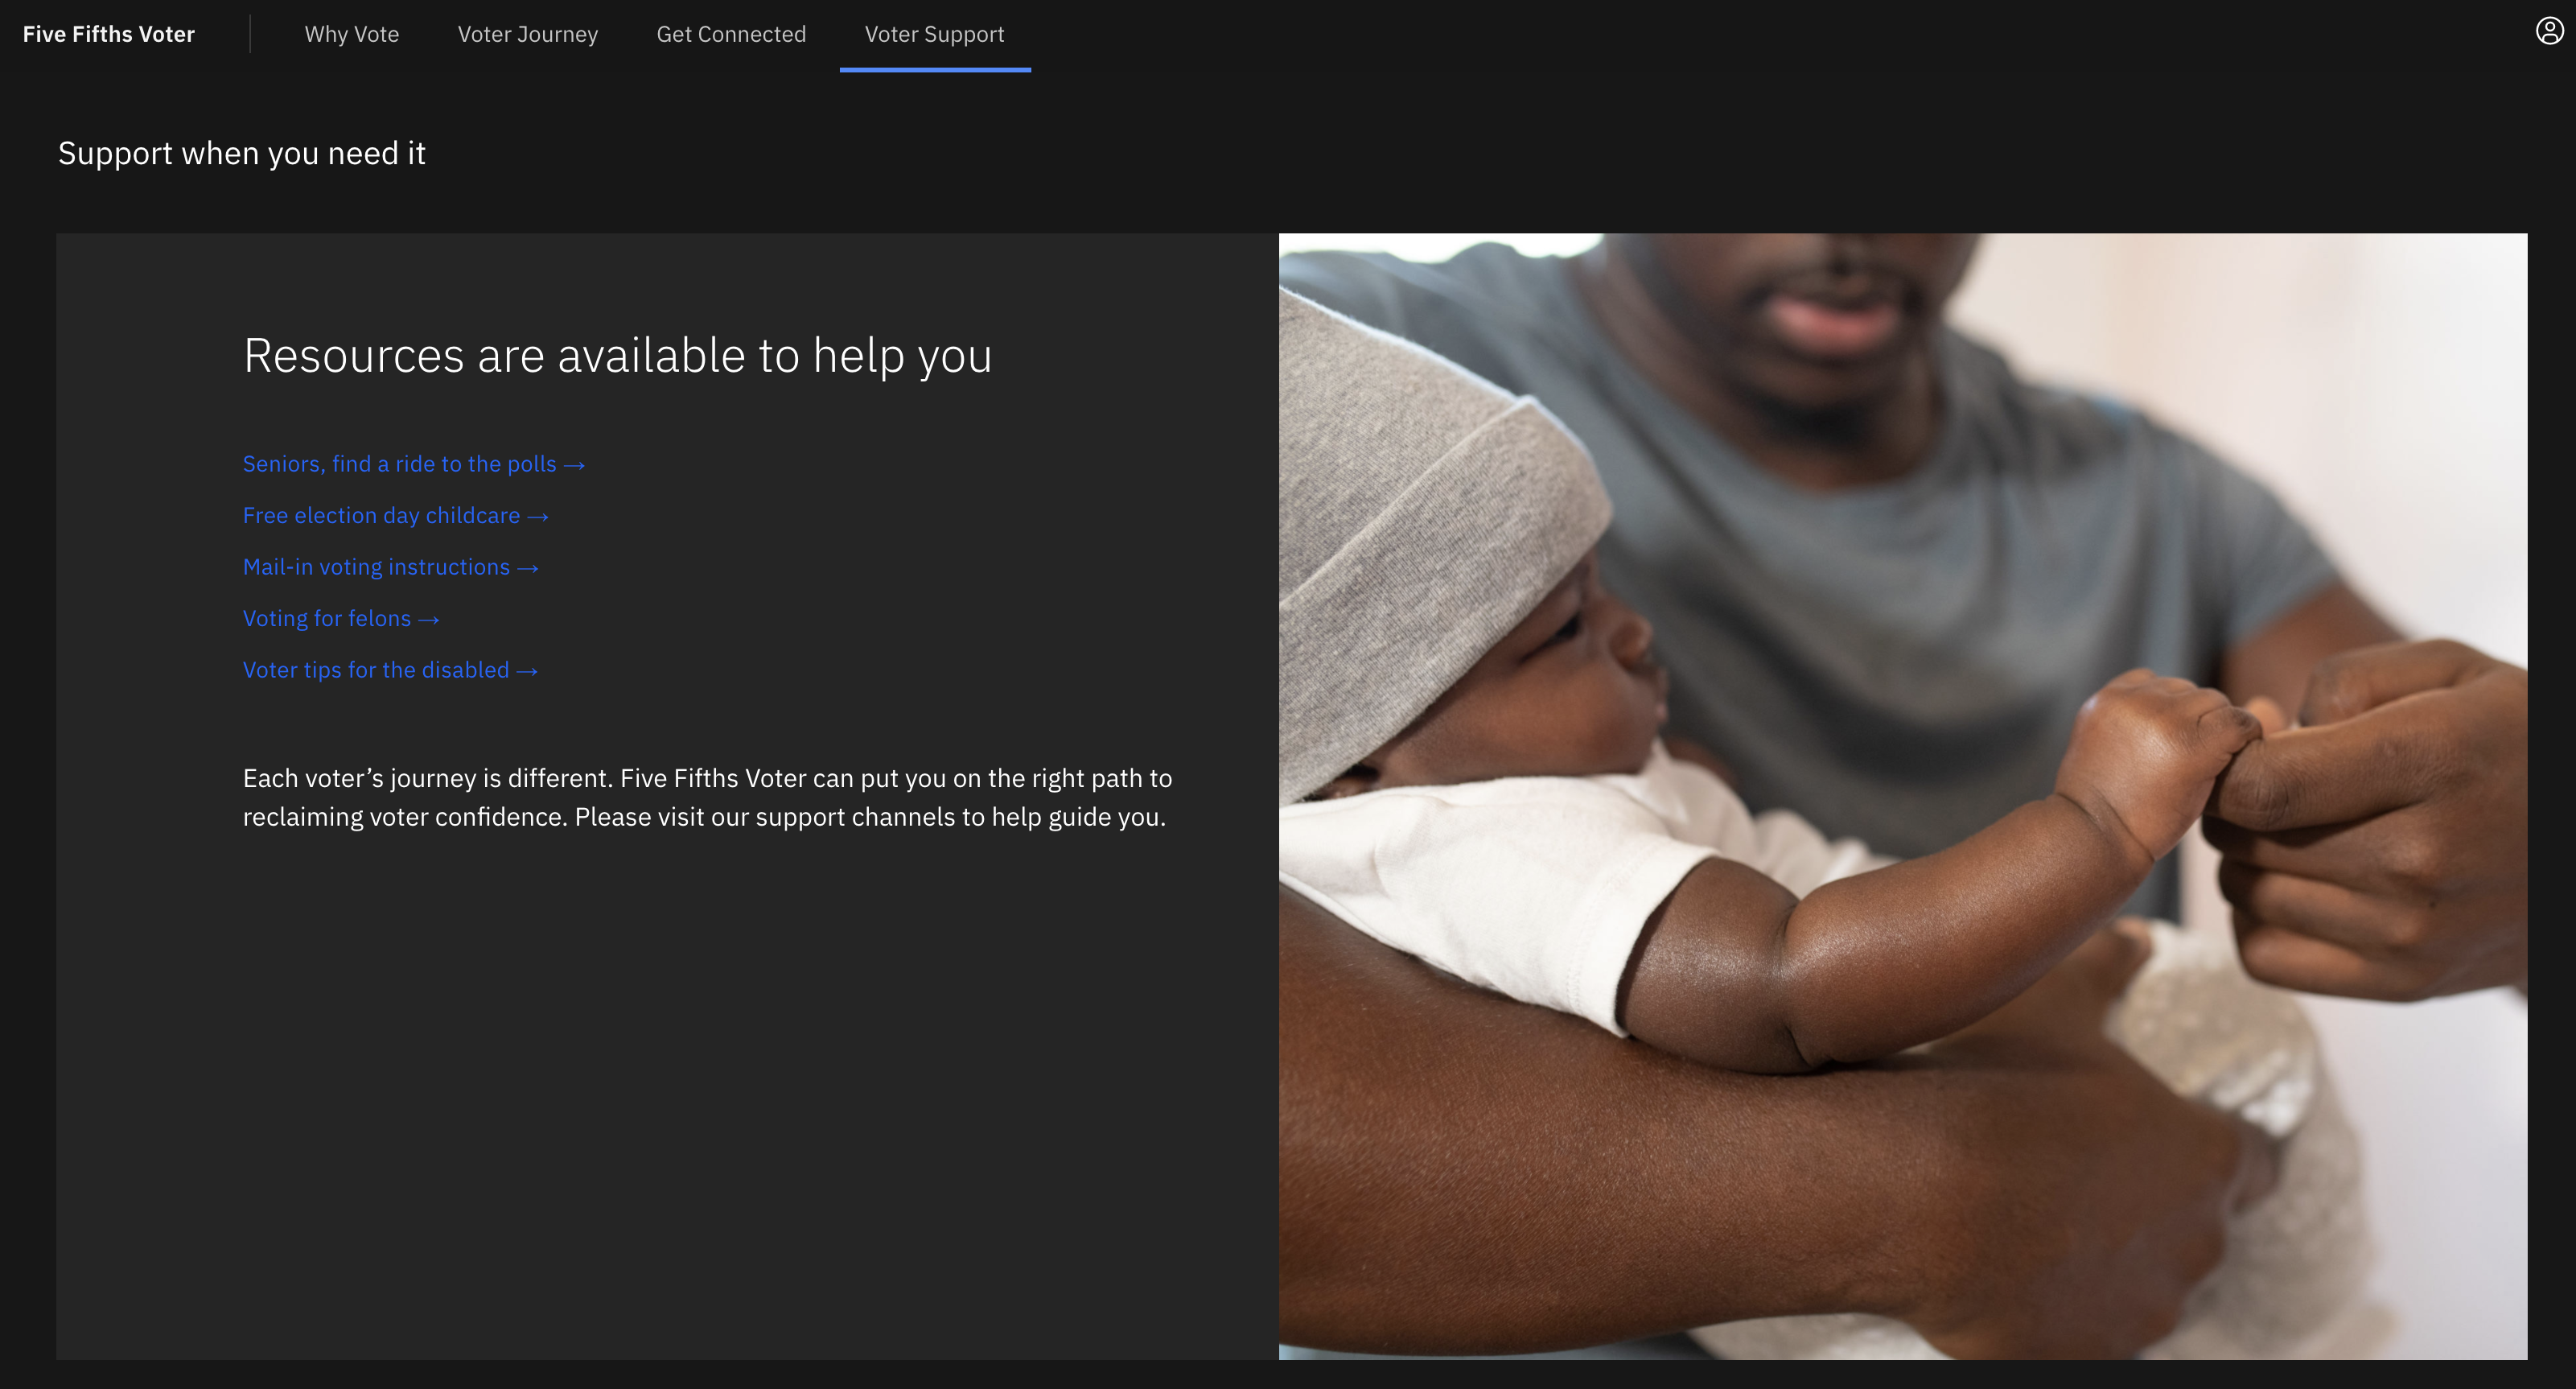 Five Fifths Voter
Why Vote
Voter Journey
Get Connected
Voter Support
Support when you need it
Resources are available to help you
Seniors, find a ride to the polls →
Free election day childcare →
Mail-in voting instructions →
Voting for felons →
Voter tips for the disabled →
Each voter’s journey is different. Five Fifths Voter can put you on the right path to
reclaiming voter confidence. Please visit our support channels to help guide you.